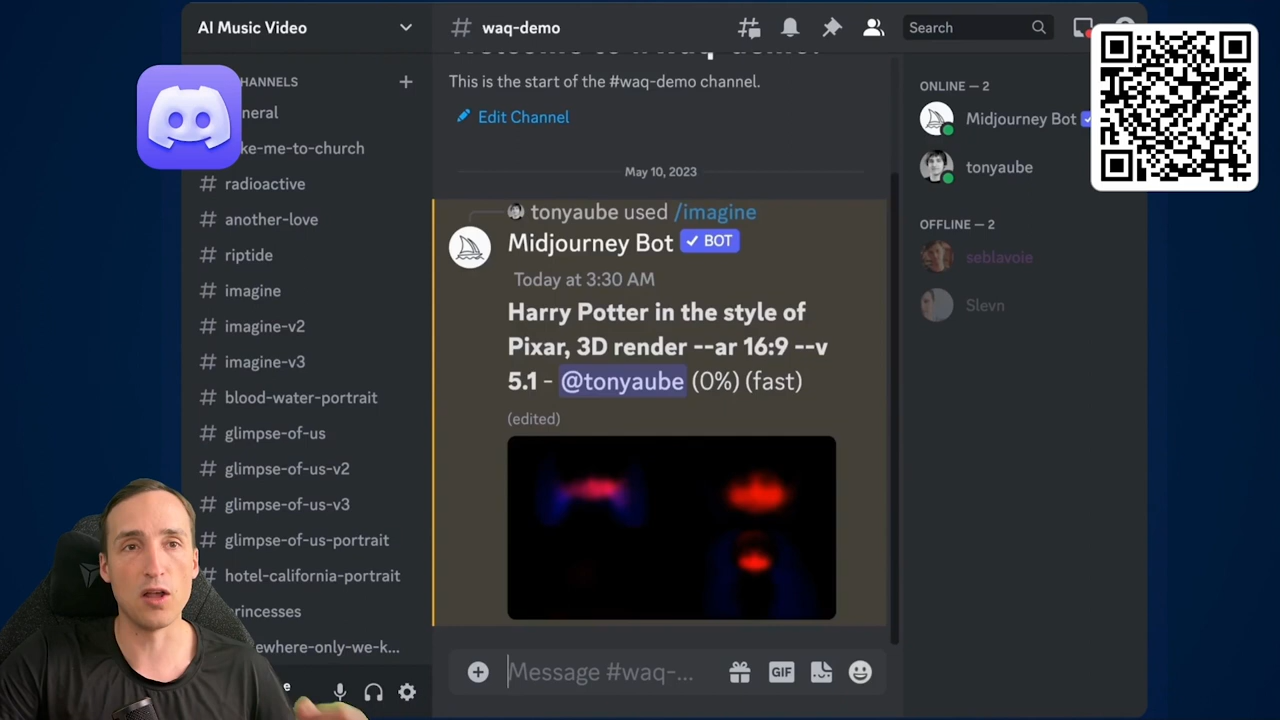 AI Music Video
CHANNELS
neral
ke-me-to-church
# radioactive
# another-love
# riptide
# imagine
# imagine-v2
# imagine-v3
# blood-water-portrait
# glimpse-of-us
# glimpse-of-us-v2
# glimpse-of-us-v3
# glimpse-of-us-portrait
hotel-california-portrait
rincesses
ewhere-only-we-k...
# waq-demo
Search
This is the start of the #waq-demo channel.
Edit Channel
May 10, 2023
tonyaube used /imagine
Midjourney Bot ✓ BOT
Today at 3:30 AM
Harry Potter in the style of
Pixar, 3D render --ar 16:9 --v
5.1 - @tonyaube (0%) (fast)
(edited)
Message #waq-...
GIF
ONLINE — 2
Midjourney Bot
tonyaube
OFFLINE — 2
seblavoie
Slevn